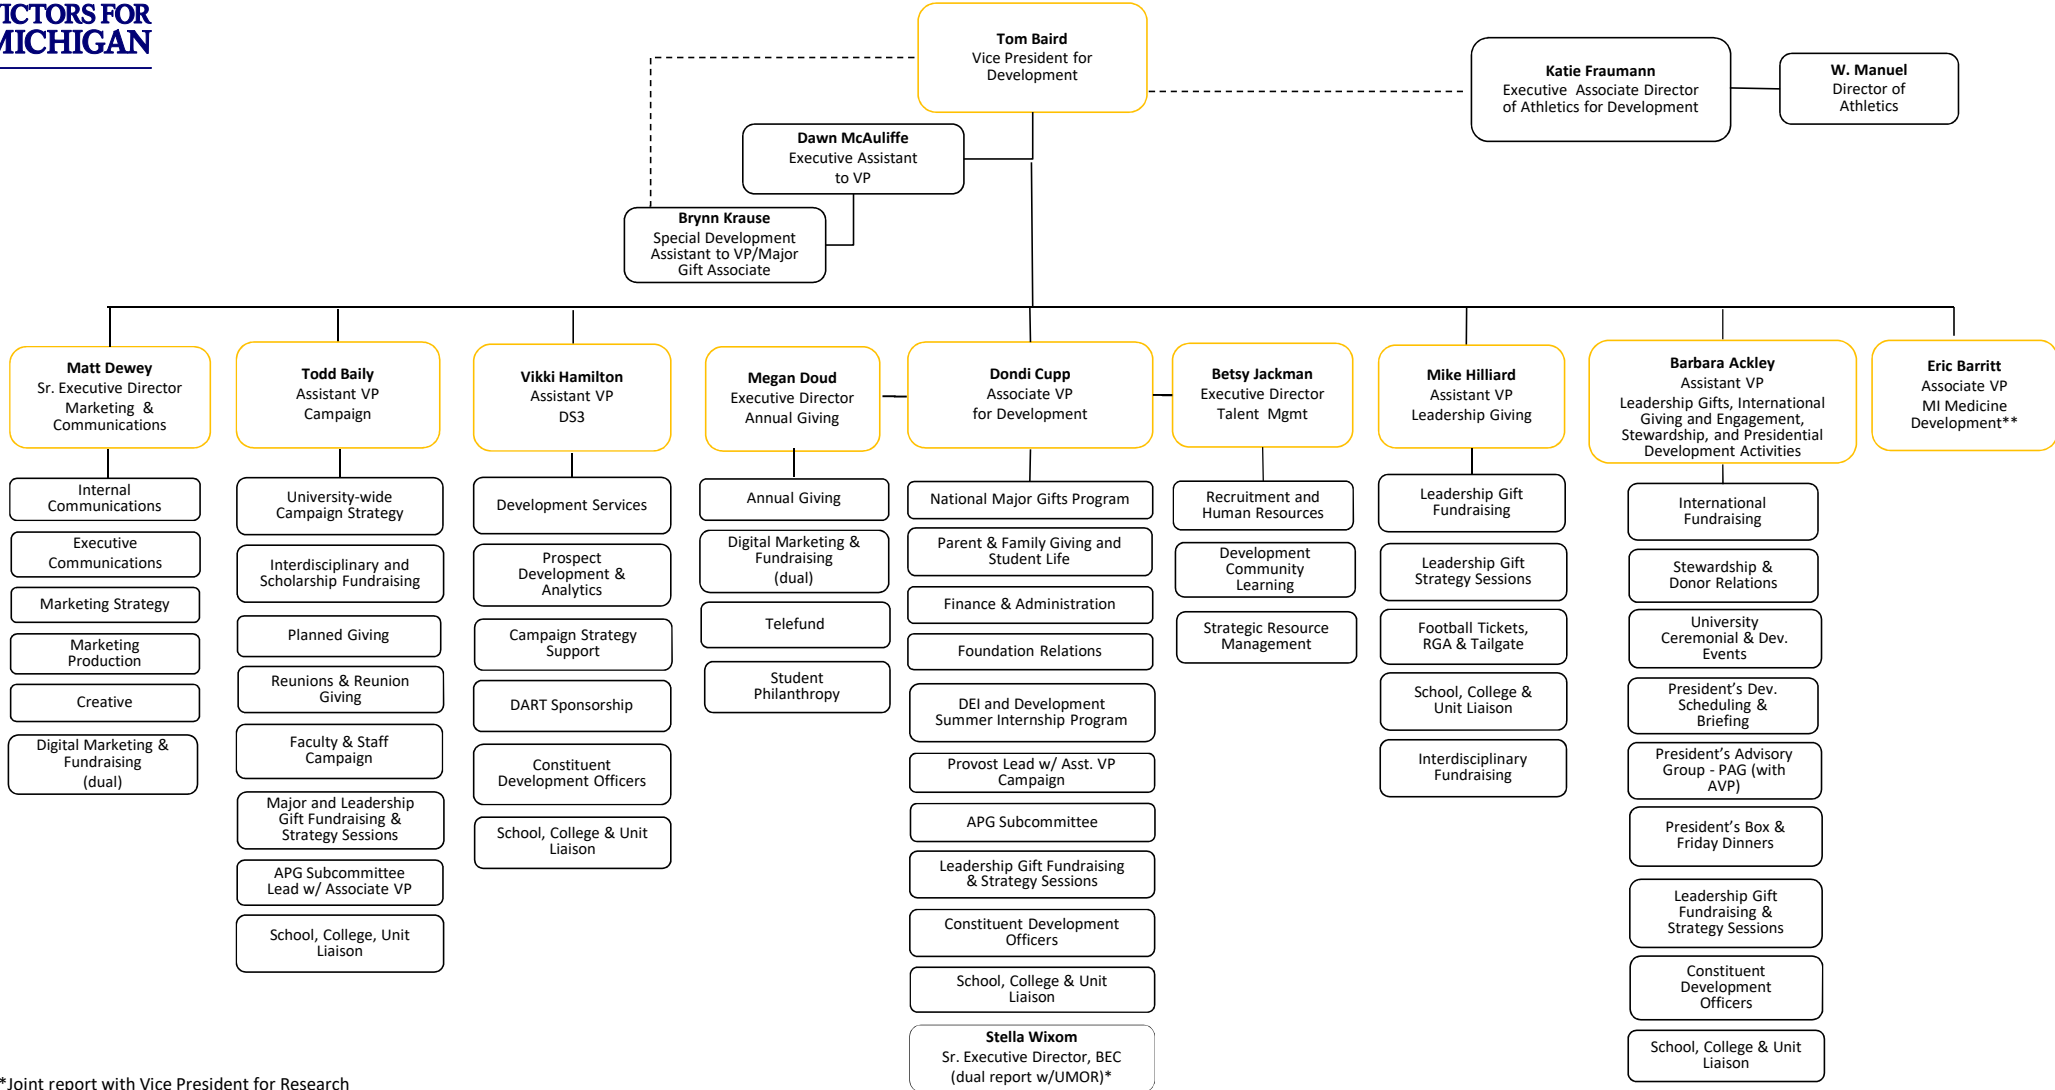 VICTORS FOR
MICHIGAN
Tom Baird
Vice President for
Development
Katie Fraumann
Executive Associate Director
of Athletics for Development
W. Manuel
Director of
Athletics
Dawn McAuliffe
Executive Assistant
to VP
Brynn Krause
Special Development
Assistant to VP/Major
Gift Associate
Matt Dewey
Sr. Executive Director
Marketing &
Communications
Internal
Communications
Executive
Communications
Marketing Strategy
Marketing
Production
Creative
Digital Marketing &
Fundraising
(dual)
Todd Baily
Assistant VP
Campaign
University-wide
Campaign Strategy
Interdisciplinary and
Scholarship Fundraising
Planned Giving
Reunions & Reunion
Giving
Faculty & Staff
Campaign
Major and Leadership
Gift Fundraising &
Strategy Sessions
APG Subcommittee
Lead w/ Associate VP
School, College, Unit
Liaison
Vikki Hamilton
Assistant VP
DS3
Development Services
Prospect
Development &
Analytics
Campaign Strategy
Support
DART Sponsorship
Constituent
Development Officers
School, College & Unit
Liaison
Megan Doud
Executive Director
Annual Giving
Annual Giving
Digital Marketing &
Fundraising
(dual)
Telefund
Student
Philanthropy
Dondi Cupp
Associate VP
for Development
National Major Gifts Program
Parent & Family Giving and
Student Life
Finance & Administration
Foundation Relations
DEI and Development
Summer Internship Program
Provost Lead w/ Asst. VP
Campaign
APG Subcommittee
Leadership Gift Fundraising
& Strategy Sessions
Constituent Development
Officers
School, College & Unit
Liaison
Stella Wixom
Sr. Executive Director, BEC
(dual report w/UMOR)*
Betsy Jackman
Executive Director
Talent Mgmt
Recruitment and
Human Resources
Development
Community
Learning
Strategic Resource
Management
Mike Hilliard
Assistant VP
Leadership Giving
Leadership Gift
Fundraising
Leadership Gift
Strategy Sessions
Football Tickets,
RGA & Tailgate
School, College &
Unit Liaison
Interdisciplinary
Fundraising
Barbara Ackley
Assistant VP
Leadership Gifts, International
Giving and Engagement,
Stewardship, and Presidential
Development Activities
International
Fundraising
Stewardship &
Donor Relations
University
Ceremonial & Dev.
Events
President’s Dev.
Scheduling &
Briefing
President’s Advisory
Group - PAG (with
AVP)
President’s Box &
Friday Dinners
Leadership Gift
Fundraising &
Strategy Sessions
Constituent
Development
Officers
School, College & Unit
Liaison
Eric Barritt
Associate VP
MI Medicine
Development**
*Joint report with Vice President for Research